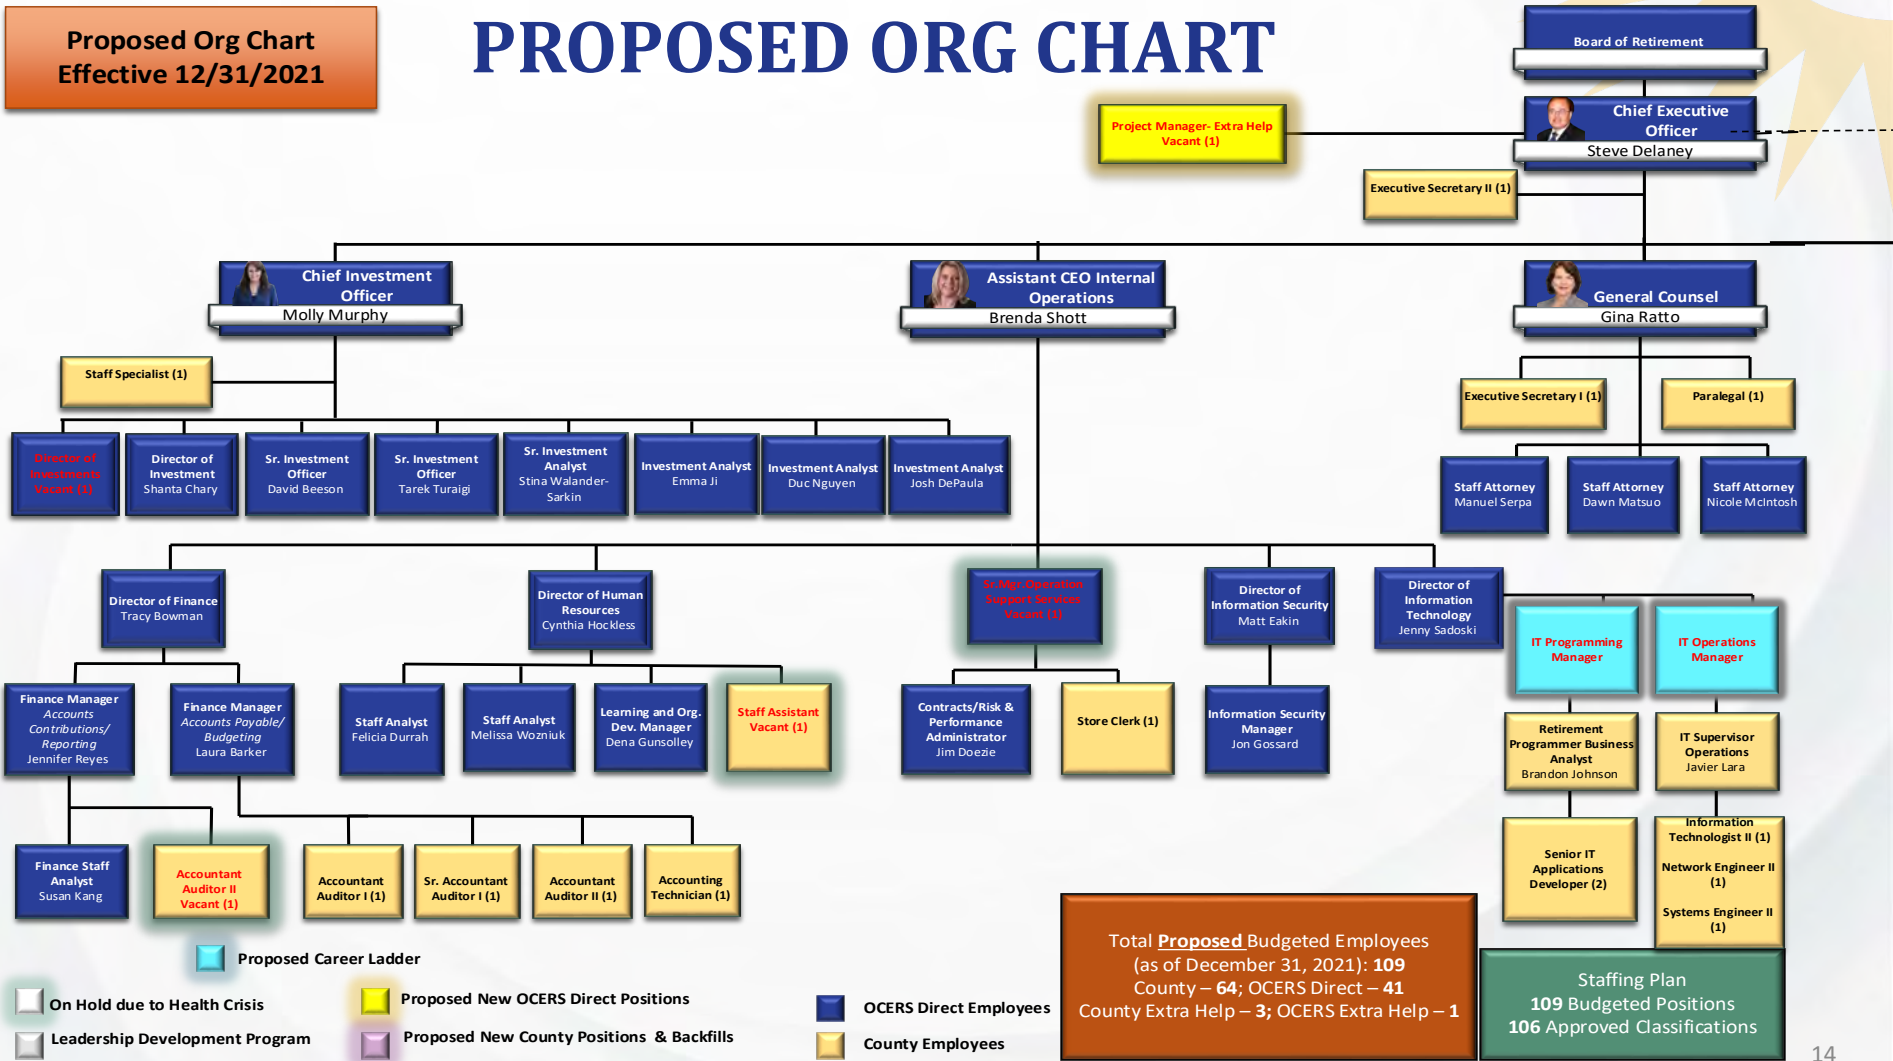 Proposed Org Chart
Effective 12/31/2021
PROPOSED ORG CHART
Board of Retirement
Project Manager- Extra Help
Vacant (1)
Chief Executive
Officer
Steve Delaney
Executive Secretary II (1)
Chief Investment
Officer
Molly Murphy
Assistant CEO Internal
Operations
Brenda Shott
General Counsel
Gina Ratto
Staff Specialist (1)
Executive Secretary I (1)
Paralegal (1)
Director of
Investments
Vacant (1)
Director of
Investment
Shanta Chary
Sr. Investment
Officer
David Beeson
Sr. Investment
Officer
Tarek Turaigi
Sr. Investment
Analyst
Stina Walander-
Sarkin
Investment Analyst
Emma Ji
Investment Analyst
Duc Nguyen
Investment Analyst
Josh DePaula
Staff Attorney
Manuel Serpa
Staff Attorney
Dawn Matsuo
Staff Attorney
Nicole McIntosh
Director of Finance
Tracy Bowman
Director of Human
Resources
Cynthia Hockless
Sr.Mgr.Operation
Support Services
Vacant (1)
Director of
Information Security
Matt Eakin
Director of
Information
Technology
Jenny Sadoski
IT Programming
Manager
IT Operations
Manager
Finance Manager
Accounts
Contributions/
Reporting
Jennifer Reyes
Finance Manager
Accounts Payable/
Budgeting
Laura Barker
Staff Analyst
Felicia Durrah
Staff Analyst
Melissa Wozniuk
Learning and Org.
Dev. Manager
Dena Gunsolley
Staff Assistant
Vacant (1)
Contracts/Risk &
Performance
Administrator
Jim Doezie
Store Clerk (1)
Information Security
Manager
Jon Gossard
Retirement
Programmer Business
Analyst
Brandon Johnson
IT Supervisor
Operations
Javier Lara
Finance Staff
Analyst
Susan Kang
Accountant
Auditor II
Vacant (1)
Accountant
Auditor I (1)
Sr. Accountant
Auditor I (1)
Accountant
Auditor II (1)
Accounting
Technician (1)
Senior IT
Applications
Developer (2)
Information
Technologist II (1)
Network Engineer II
(1)
Systems Engineer II
(1)
Proposed Career Ladder
On Hold due to Health Crisis
Leadership Development Program
Proposed New OCERS Direct Positions
Proposed New County Positions & Backfills
OCERS Direct Employees
County Employees
Total Proposed Budgeted Employees
(as of December 31, 2021): 109
County – 64; OCERS Direct – 41
County Extra Help – 3; OCERS Extra Help – 1
Staffing Plan
109 Budgeted Positions
106 Approved Classifications
14